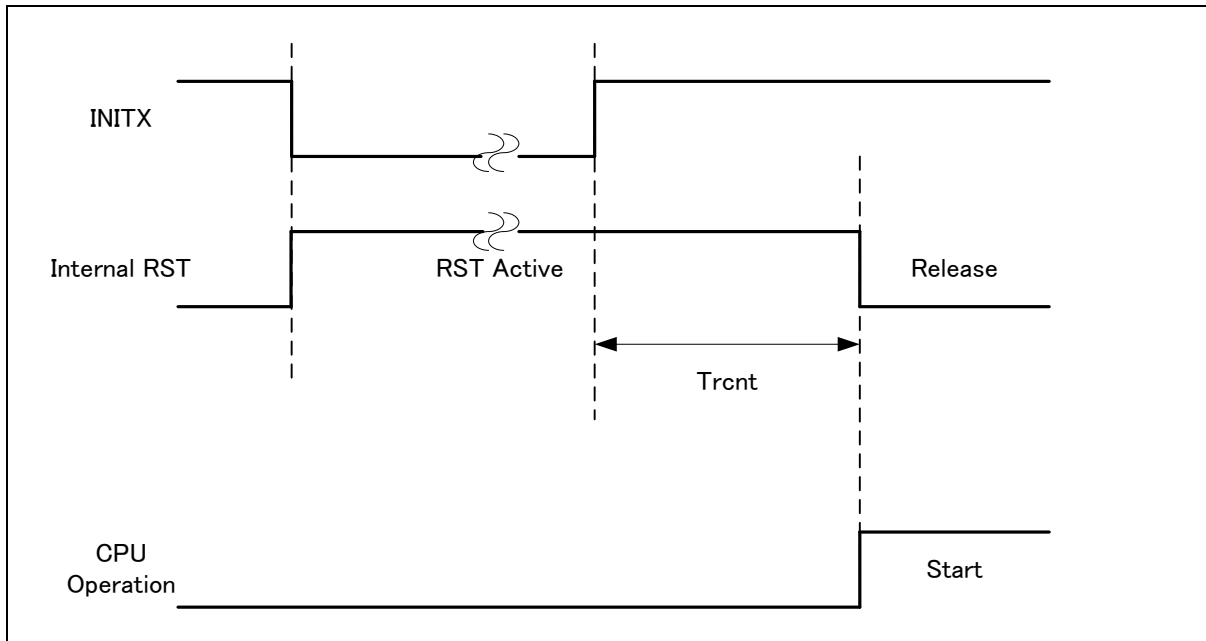 INITX
Internal RST
RST Active
Release
Trcnt
CPU
Operation
Start